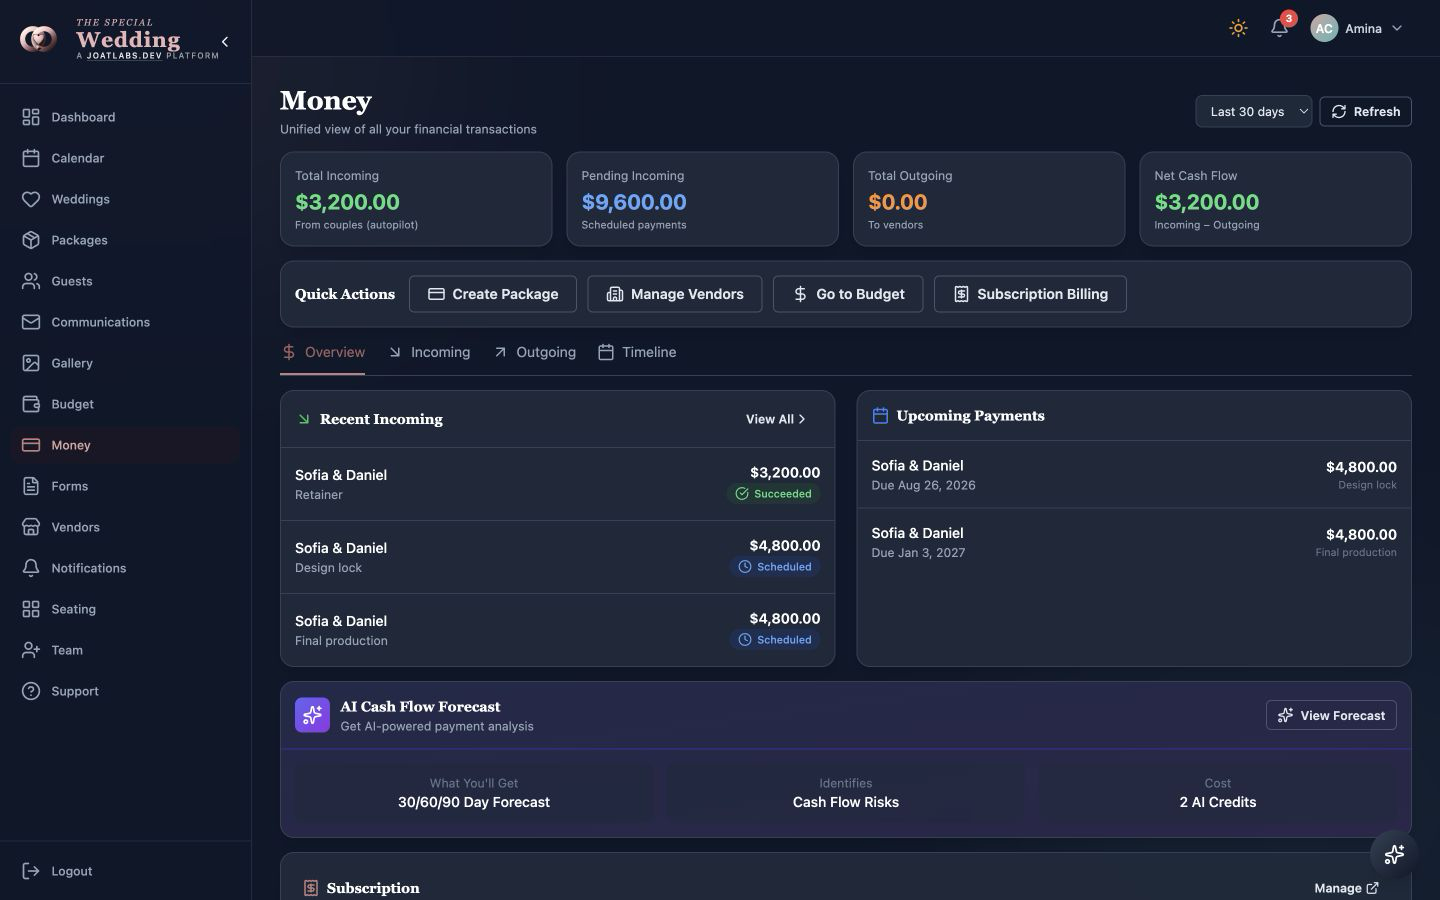 THE SPECIAL
Wedding
A JOATLABS.DEV PLATFORM
3
AC
Amina
Dashboard
Calendar
Weddings
Packages
Guests
Communications
Gallery
Budget
Money
Forms
Vendors
Notifications
Seating
Team
Support
Logout
Money
Unified view of all your financial transactions
Last 30 days
Refresh
Total Incoming
$3,200.00
From couples (autopilot)
Pending Incoming
$9,600.00
Scheduled payments
Total Outgoing
$0.00
To vendors
Net Cash Flow
$3,200.00
Incoming – Outgoing
Quick Actions
Create Package
Manage Vendors
Go to Budget
Subscription Billing
Overview
Incoming
Outgoing
Timeline
Recent Incoming
View All
Sofia & Daniel
$3,200.00
Retainer
Succeeded
Sofia & Daniel
$4,800.00
Design lock
Scheduled
Sofia & Daniel
$4,800.00
Final production
Scheduled
Upcoming Payments
Sofia & Daniel
$4,800.00
Due Aug 26, 2026
Design lock
Sofia & Daniel
$4,800.00
Due Jan 3, 2027
Final production
AI Cash Flow Forecast
Get AI-powered payment analysis
View Forecast
What You'll Get
30/60/90 Day Forecast
Identifies
Cash Flow Risks
Cost
2 AI Credits
Subscription
Manage